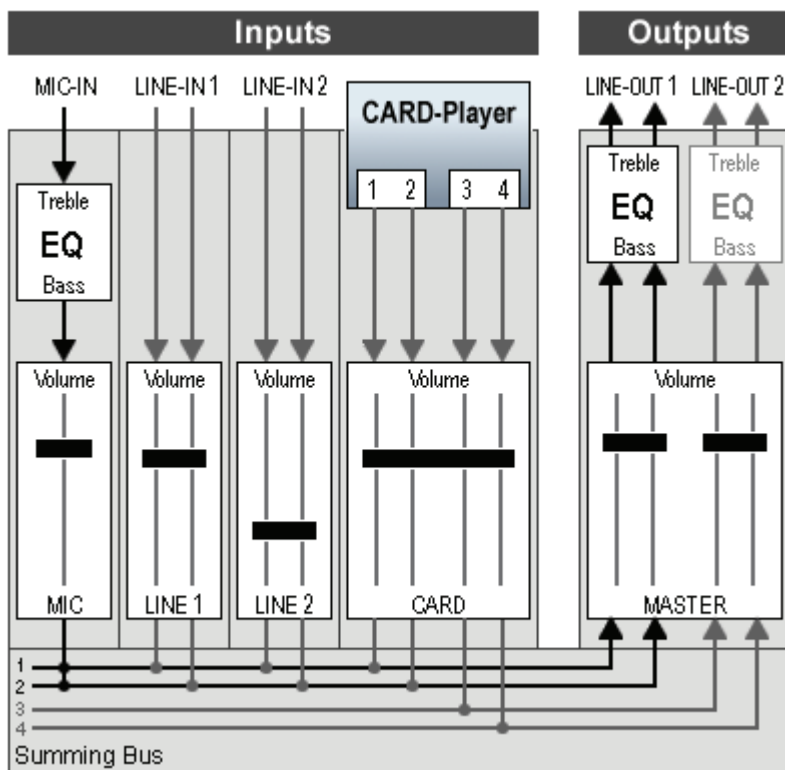 Inputs
Outputs
MIC-IN
LINE-IN 1
LINE-IN 2
CARD-Player
LINE-OUT 1
LINE-OUT 2
1 2 3 4
Treble
EQ
Bass
Treble
EQ
Bass
Treble
EQ
Bass
Volume
Volume
Volume
Volume
Volume
MIC
LINE 1
LINE 2
CARD
MASTER
1
2
3
4
Summing Bus